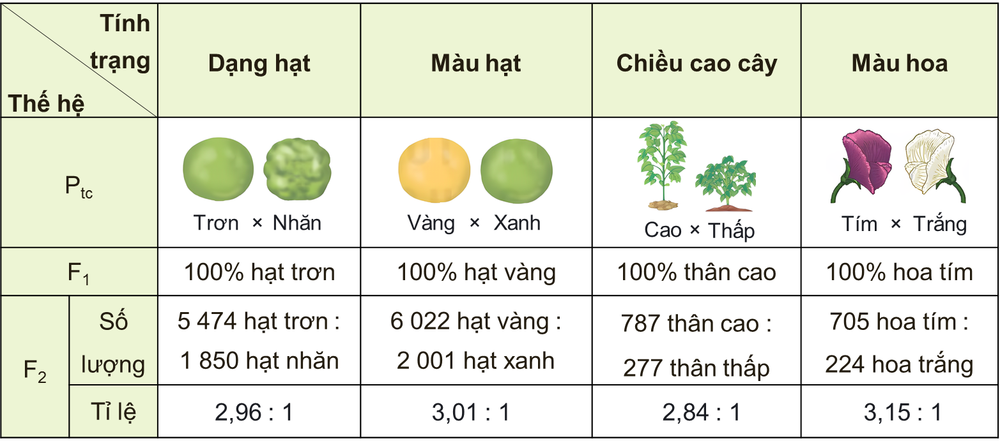 Tính
trạng
Thế hệ
Dạng hạt
Màu hạt
Chiều cao cây
Màu hoa
Ptc
Trơn × Nhăn
Vàng × Xanh
Cao × Thấp
Tím × Trắng
F1
100% hạt trơn
100% hạt vàng
100% thân cao
100% hoa tím
F2
Số
lượng
5 474 hạt trơn :
1 850 hạt nhăn
6 022 hạt vàng :
2 001 hạt xanh
787 thân cao :
277 thân thấp
705 hoa tím :
224 hoa trắng
Tỉ lệ
2,96 : 1
3,01 : 1
2,84 : 1
3,15 : 1